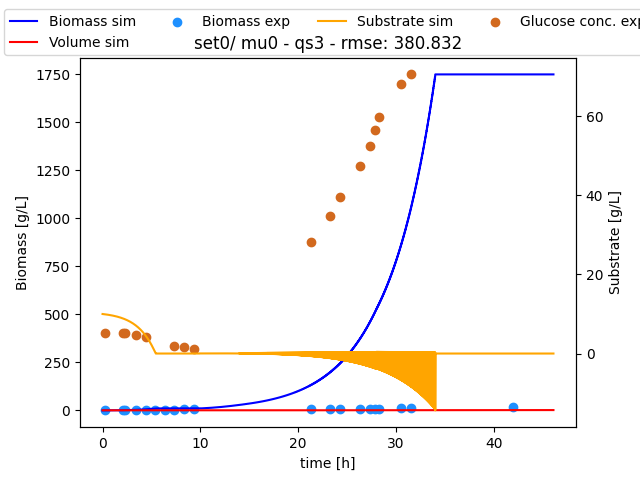 Biomass sim Biomass exp Substrate sim Glucose conc. exp
Volume sim
set0/ mu0 - qs3 - rmse: 380.832
1750
1500
1250
1000
750
500
250
0
Biomass [g/L]
60
40
20
0
Substrate [g/L]
0 10 20 30 40
time [h]